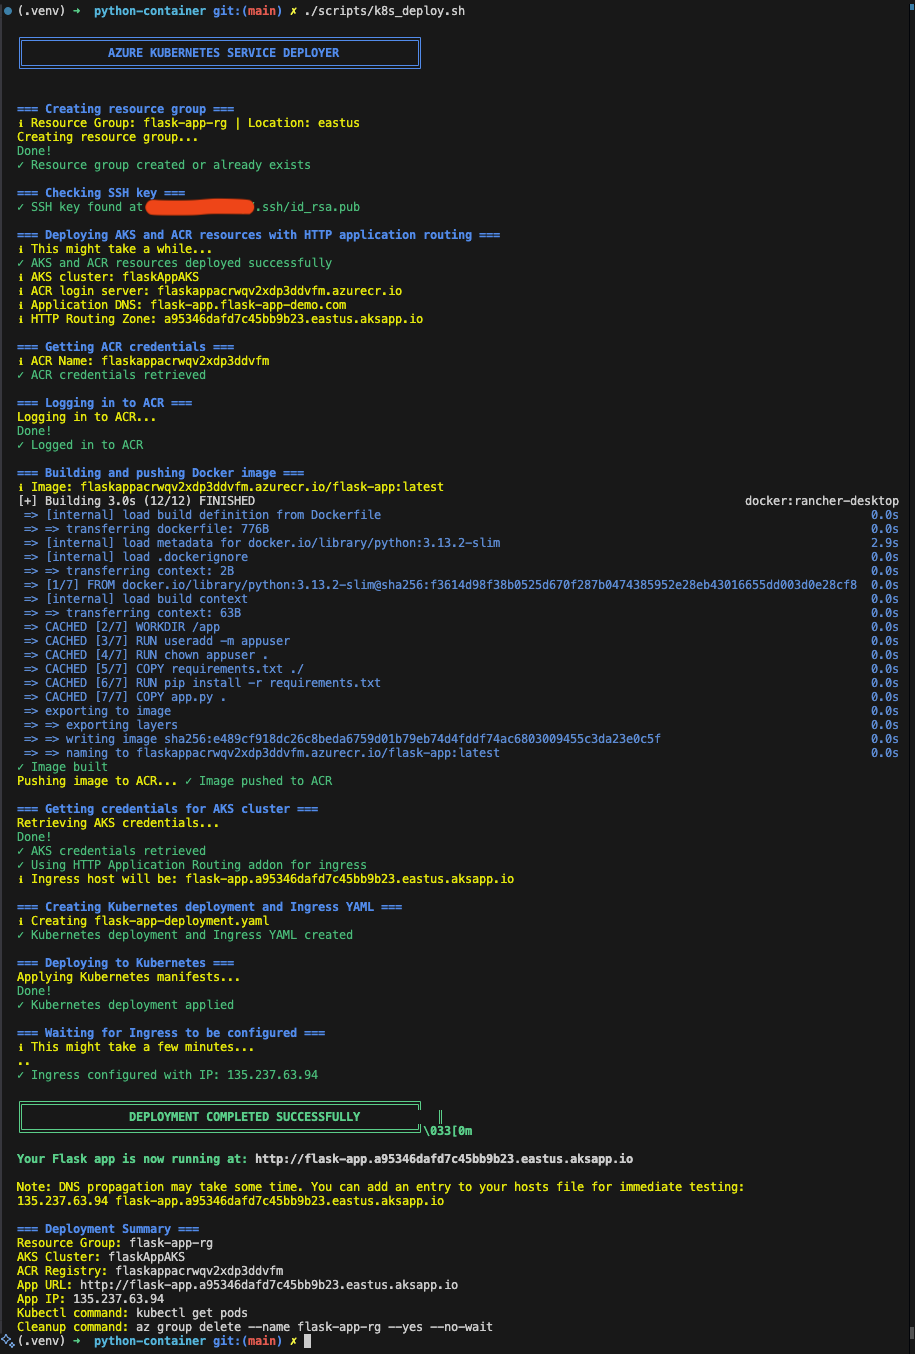 (.venv) ➜ python-container git:(main) ✗ ./scripts/k8s_deploy.sh
AZURE KUBERNETES SERVICE DEPLOYER
=== Creating resource group ===
ℹ Resource Group: flask-app-rg | Location: eastus
Creating resource group...
Done!
✓ Resource group created or already exists
=== Checking SSH key ===
✓ SSH key found at .ssh/id_rsa.pub
=== Deploying AKS and ACR resources with HTTP application routing ===
ℹ This might take a while...
✓ AKS and ACR resources deployed successfully
ℹ AKS cluster: flaskAppAKS
ℹ ACR login server: flaskappacrwqv2xdp3ddvfm.azurecr.io
ℹ Application DNS: flask-app.flask-app-demo.com
ℹ HTTP Routing Zone: a95346dafd7c45bb9b23.eastus.aksapp.io
=== Getting ACR credentials ===
ℹ ACR Name: flaskappacrwqv2xdp3ddvfm
✓ ACR credentials retrieved
=== Logging in to ACR ===
Logging in to ACR...
Done!
✓ Logged in to ACR
=== Building and pushing Docker image ===
ℹ Image: flaskappacrwqv2xdp3ddvfm.azurecr.io/flask-app:latest
[+] Building 3.0s (12/12) FINISHED docker:rancher-desktop
=> [internal] load build definition from Dockerfile 0.0s
=> => transferring dockerfile: 776B 0.0s
=> [internal] load metadata for docker.io/library/python:3.13.2-slim 2.9s
=> [internal] load .dockerignore 0.0s
=> => transferring context: 2B 0.0s
=> [1/7] FROM docker.io/library/python:3.13.2-slim@sha256:f3614d98f38b0525d670f287b0474385952e28eb43016655dd003d0e28cf8 0.0s
=> [internal] load build context 0.0s
=> => transferring context: 63B 0.0s
=> CACHED [2/7] WORKDIR /app 0.0s
=> CACHED [3/7] RUN useradd -m appuser 0.0s
=> CACHED [4/7] RUN chown appuser . 0.0s
=> CACHED [5/7] COPY requirements.txt ./ 0.0s
=> CACHED [6/7] RUN pip install -r requirements.txt 0.0s
=> CACHED [7/7] COPY app.py . 0.0s
=> exporting to image 0.0s
=> => exporting layers 0.0s
=> => writing image sha256:e489cf918dc26c8beda6759d01b79eb74d4fddf74ac6803009455c3da23e0c5f 0.0s
=> => naming to flaskappacrwqv2xdp3ddvfm.azurecr.io/flask-app:latest 0.0s
✓ Image built
Pushing image to ACR... ✓ Image pushed to ACR
=== Getting credentials for AKS cluster ===
Retrieving AKS credentials...
Done!
✓ AKS credentials retrieved
✓ Using HTTP Application Routing addon for ingress
ℹ Ingress host will be: flask-app.a95346dafd7c45bb9b23.eastus.aksapp.io
=== Creating Kubernetes deployment and Ingress YAML ===
ℹ Creating flask-app-deployment.yaml
✓ Kubernetes deployment and Ingress YAML created
=== Deploying to Kubernetes ===
Applying Kubernetes manifests...
Done!
✓ Kubernetes deployment applied
=== Waiting for Ingress to be configured ===
ℹ This might take a few minutes...
..
✓ Ingress configured with IP: 135.237.63.94
DEPLOYMENT COMPLETED SUCCESSFULLY
\033[0m
Your Flask app is now running at: http://flask-app.a95346dafd7c45bb9b23.eastus.aksapp.io
Note: DNS propagation may take some time. You can add an entry to your hosts file for immediate testing:
135.237.63.94 flask-app.a95346dafd7c45bb9b23.eastus.aksapp.io
=== Deployment Summary ===
Resource Group: flask-app-rg
AKS Cluster: flaskAppAKS
ACR Registry: flaskappacrwqv2xdp3ddvfm
App URL: http://flask-app.a95346dafd7c45bb9b23.eastus.aksapp.io
App IP: 135.237.63.94
Kubectl command: kubectl get pods
Cleanup command: az group delete --name flask-app-rg --yes --no-wait
(.venv) ➜ python-container git:(main) ✗